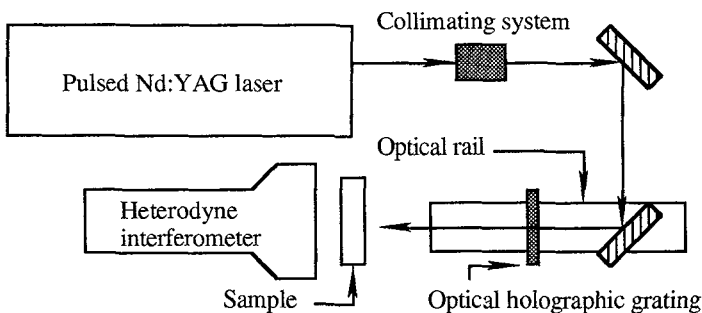 Collimating system
Pulsed Nd:YAG laser
Optical rail
Heterodyne
interferometer
Sample
Optical holographic grating